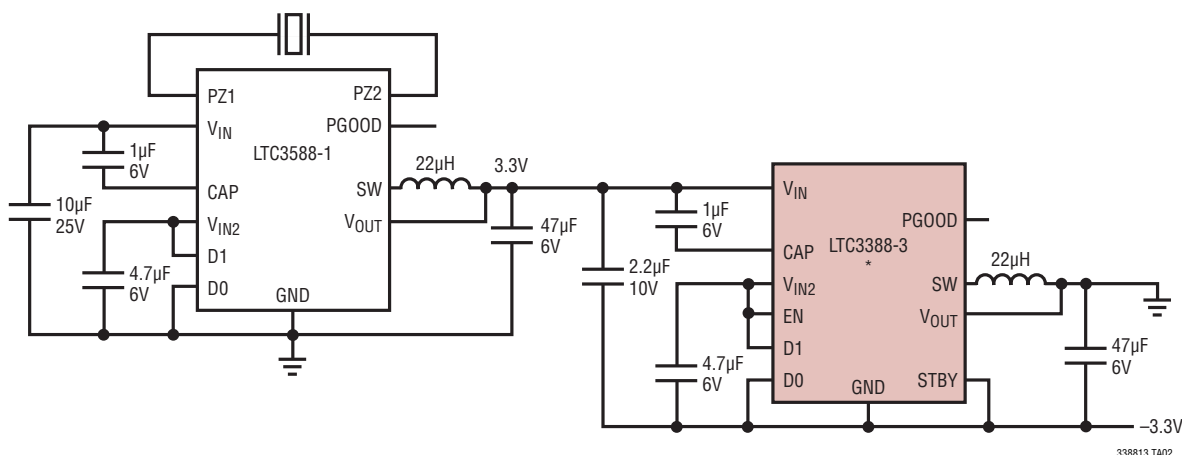 PZ1
PZ2
VIN
PGOOD
LTC3588-1
1µF
6V
CAP
SW
22µH
3.3V
10µF
25V
VIN2
VOUT
D1
4.7µF
6V
D0
GND
47µF
6V
2.2µF
10V
1µF
6V
VIN
PGOOD
LTC3388-3
*
CAP
22µH
VIN2
SW
EN
VOUT
D1
4.7µF
6V
D0
GND
STBY
47µF
6V
–3.3V
338813 TA02